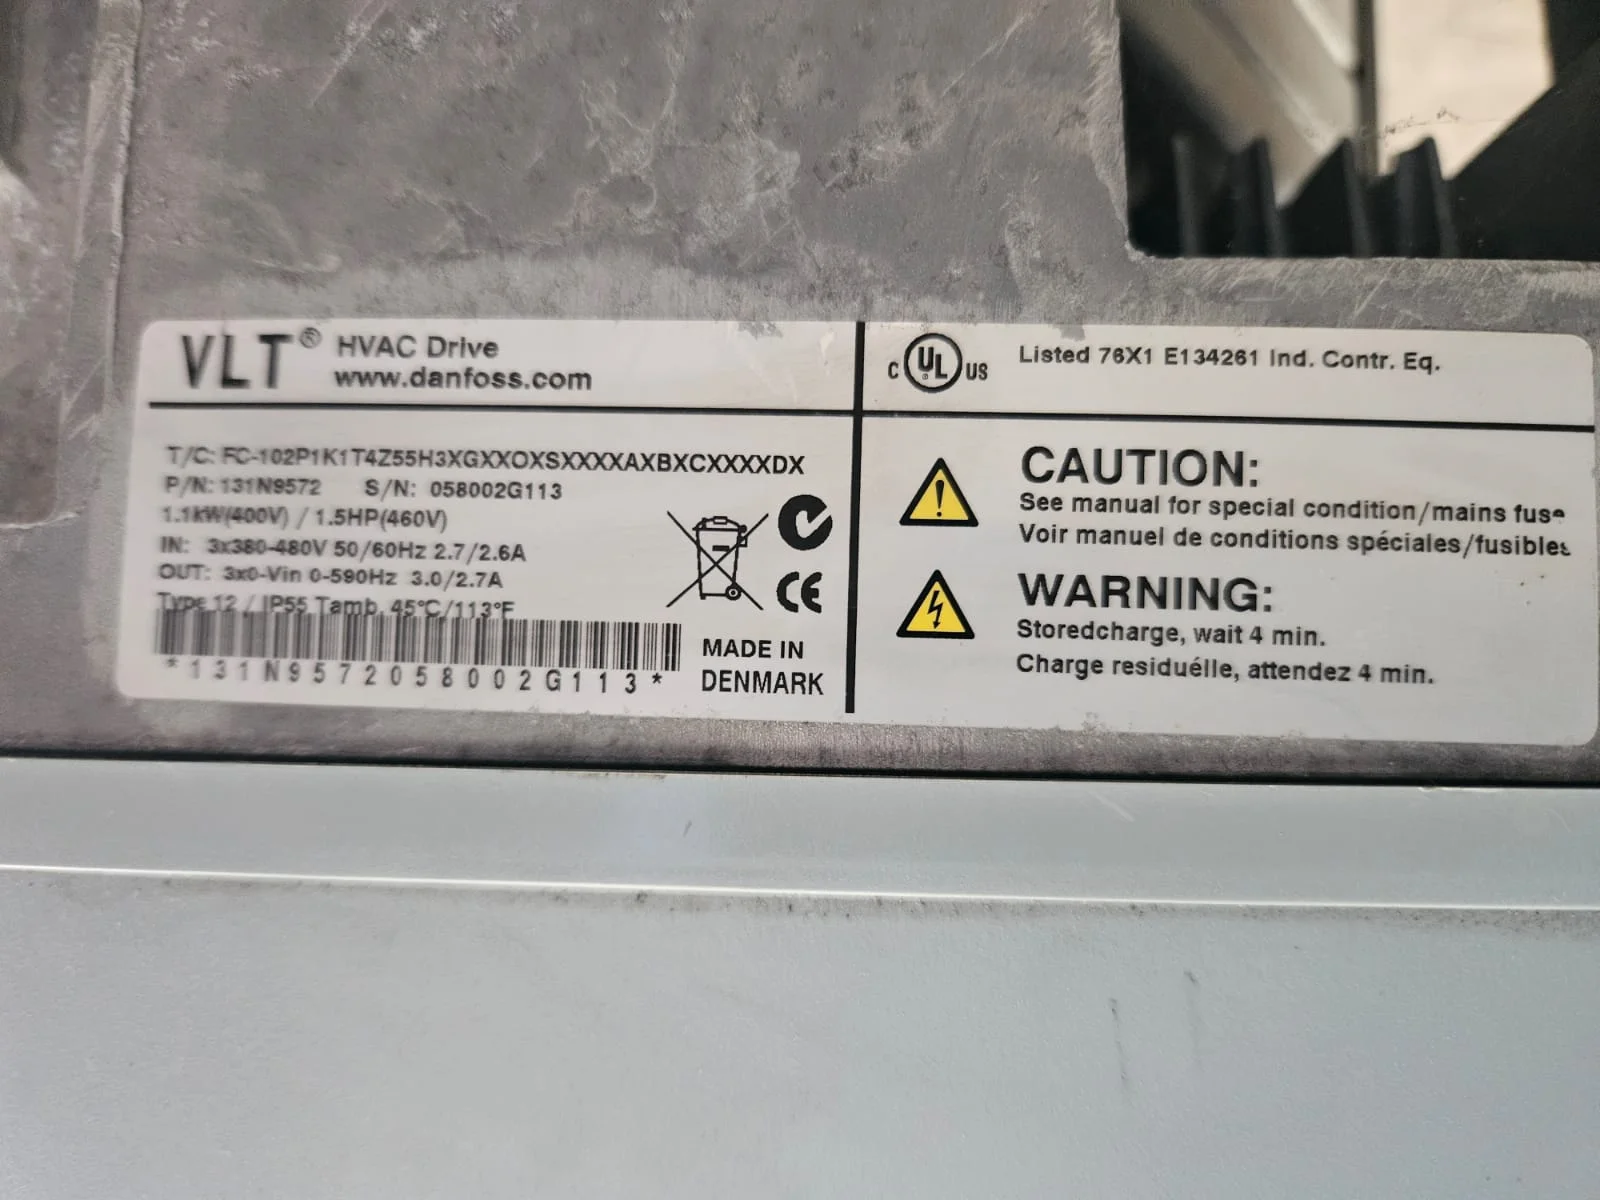 VLT® HVAC Drive
www.danfoss.com
T/C: FC-102P1K1T4Z55H3XGXXOXSXXXXAXBXCXXXXDX
P/N: 131N9572 S/N: 058002G113
1.1kW(400V) / 1.5HP(460V)
IN: 3x380-480V 50/60Hz 2.7/2.6A
OUT: 3x0-Vin 0-590Hz 3.0/2.7A
Type 12 / IP55 Tamb. 45°C/113°F
*131N9572058002G113*
MADE IN
DENMARK
CE
C UL US Listed 76X1 E134261 Ind. Contr. Eq.
CAUTION:
See manual for special condition/mains fuse
Voir manuel de conditions spéciales/fusibles
WARNING:
Storedcharge, wait 4 min.
Charge residuélle, attendez 4 min.